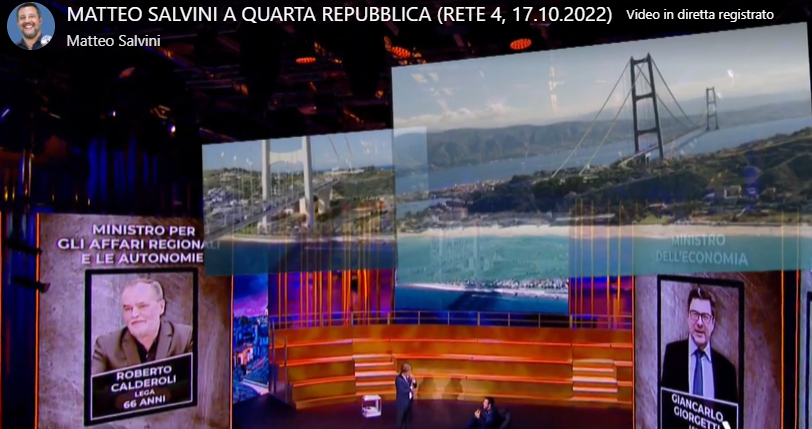 MATTEO SALVINI A QUARTA REPUBBLICA (RETE 4, 17.10.2022)
Video in diretta registrato
Matteo Salvini
MINISTRO PER
GLI AFFARI REGIONALI
E LE AUTONOMIE
MINISTRO
DELL'ECONOMIA
ROBERTO
CALDEROLI
LEGA
66 ANNI
GIANCARLO
GIORGETTI